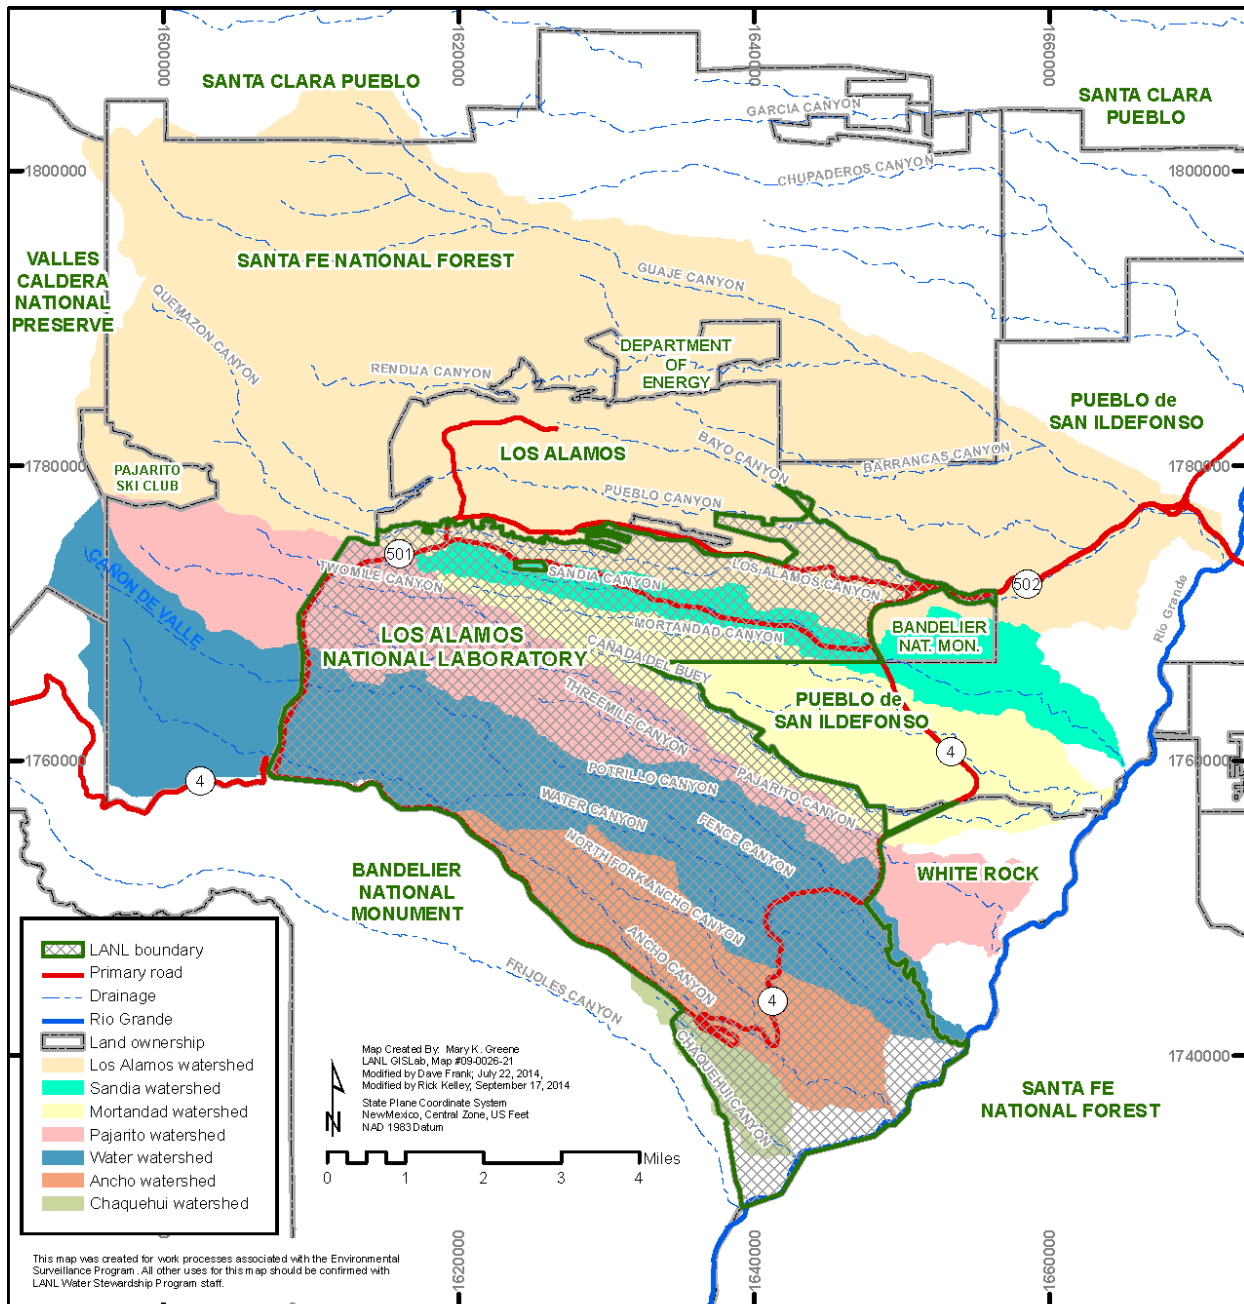 1600000
1620000
1640000
1660000
SANTA CLARA PUEBLO
SANTA CLARA
PUEBLO
GARCIA CANYON
CHUPADEROS CANYON
1800000
1800000
VALLES
CALDERA
NATIONAL
PRESERVE
SANTA FE NATIONAL FOREST
GUAJE CANYON
QUEMAZON CANYON
DEPARTMENT
OF
ENERGY
RENDIJA CANYON
PUEBLO de
SAN ILDEFONSO
BAYO CANYON
LOS ALAMOS
BARRANCAS CANYON
1780000
1780000
PAJARITO
SKI CLUB
PUEBLO CANYON
501
502
CAÑON DE VALLE
TWOMILE CANYON
SANDIA CANYON
LOS ALAMOS CANYON
Rio Grande
MORTANDAD CANYON
BANDELIER
NAT. MON.
LOS ALAMOS
NATIONAL LABORATORY
CAÑADA DEL BUEY
THREEMILE CANYON
PUEBLO de
SAN ILDEFONSO
4
1760000
1760000
4
POTRILLO CANYON
PAJARITO CANYON
WATER CANYON
FENCE CANYON
NORTH FORK ANCHO CANYON
BANDELIER
NATIONAL
MONUMENT
WHITE ROCK
ANCHO CANYON
FRIJOLES CANYON
4
CHAQUEHUI CANYON
1740000
SANTA FE
NATIONAL FOREST
LANL boundary
Primary road
Drainage
Rio Grande
Land ownership
Los Alamos watershed
Sandia watershed
Mortandad watershed
Pajarito watershed
Water watershed
Ancho watershed
Chaquehui watershed
Map Created By: Mary K. Greene
LANL GISLab, Map #09-0026-21
Modified by Dave Frank; July 22, 2014,
Modified by Rick Kelley; September 17, 2014
State Plane Coordinate System
New Mexico, Central Zone, US Feet
NAD 1983 Datum
N
Miles
0 1 2 3 4
1620000
1640000
1660000
This map was created for work processes associated with the Environmental
Surveillance Program. All other uses for this map should be confirmed with
LANL Water Stewardship Program staff.